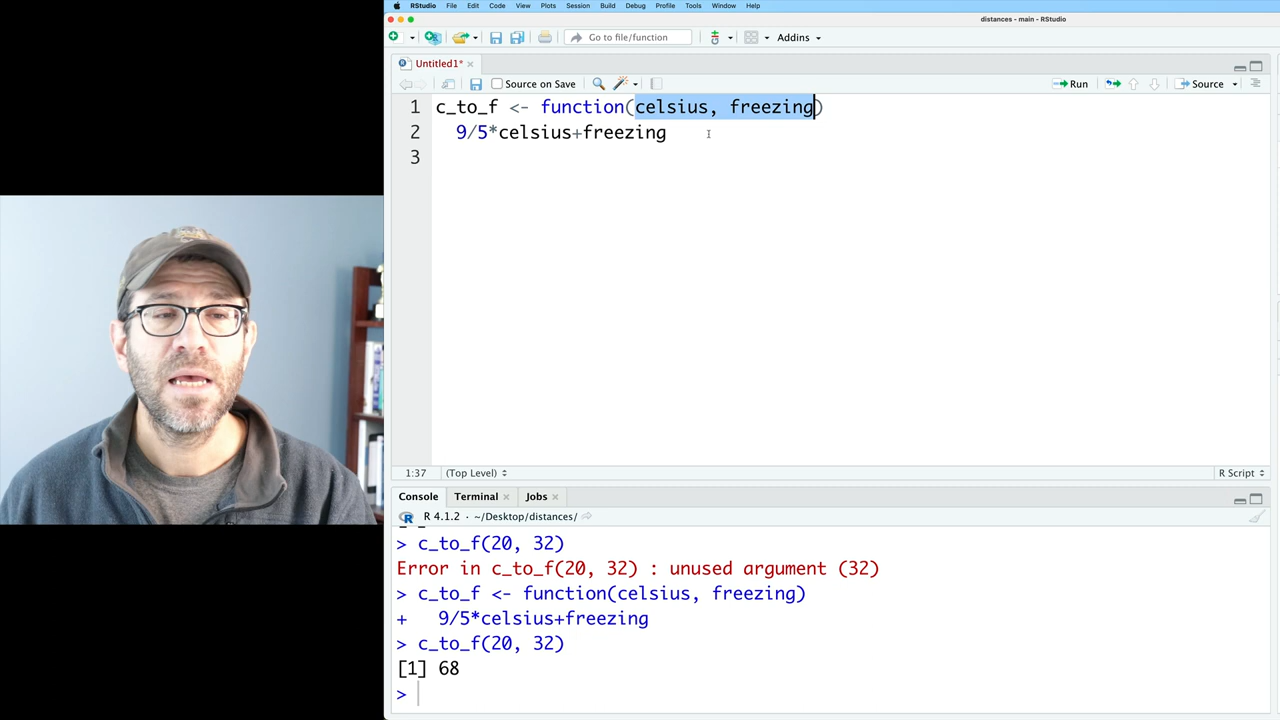 RStudio File Edit Code View Plots Session Build Debug Profile Tools Window Help
distances - main - RStudio
Go to file/function Addins
Untitled1*
Source on Save Run Source
1 c_to_f <- function(celsius, freezing)
2 9/5*celsius+freezing
3
1:37 (Top Level) R Script
Console Terminal Jobs
R 4.1.2 · ~/Desktop/distances/
> c_to_f(20, 32)
Error in c_to_f(20, 32) : unused argument (32)
> c_to_f <- function(celsius, freezing)
+ 9/5*celsius+freezing
> c_to_f(20, 32)
[1] 68
>